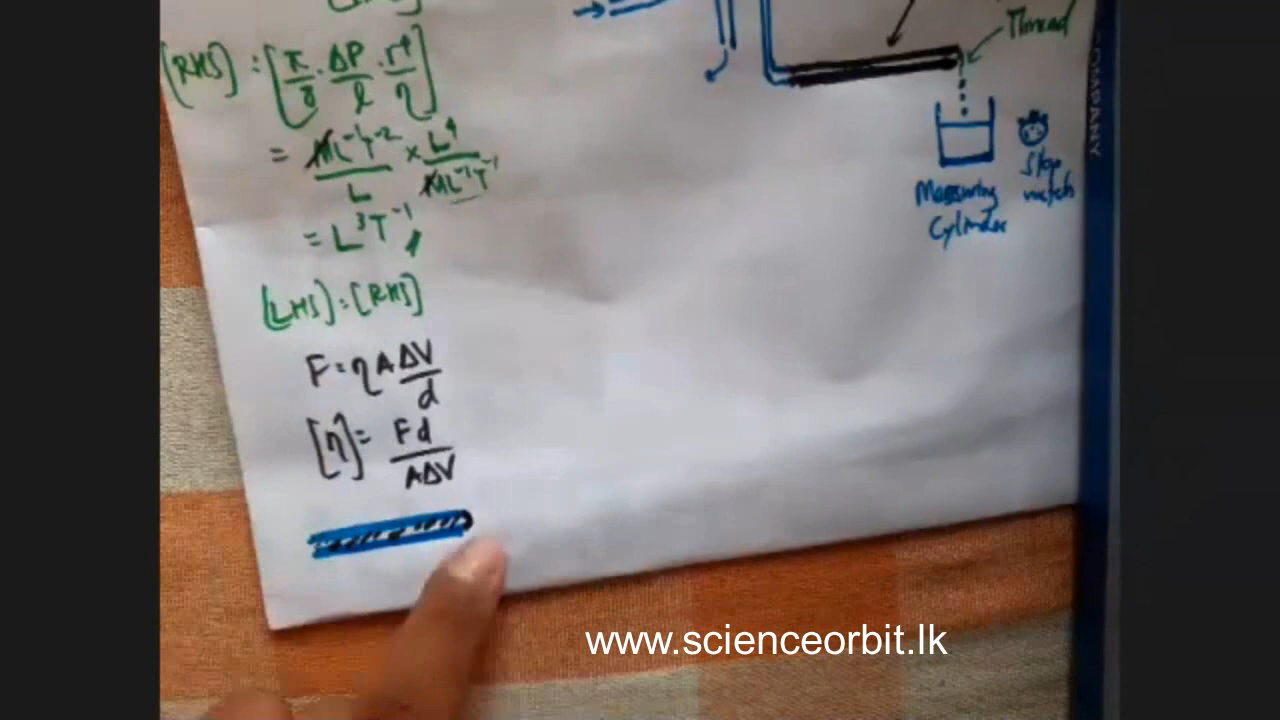 [RHS] = [π/8 . ΔP/l . r⁴/η]
= ML⁻¹T⁻²/L × L⁴/ML⁻¹T⁻¹
= L³T⁻¹
[LHS] = [RHS]
F = η A ΔV/d
[η] = Fd/AΔV
Thread
Measuring
Cylinder
Stop
watch
COMPANY
www.scienceorbit.lk